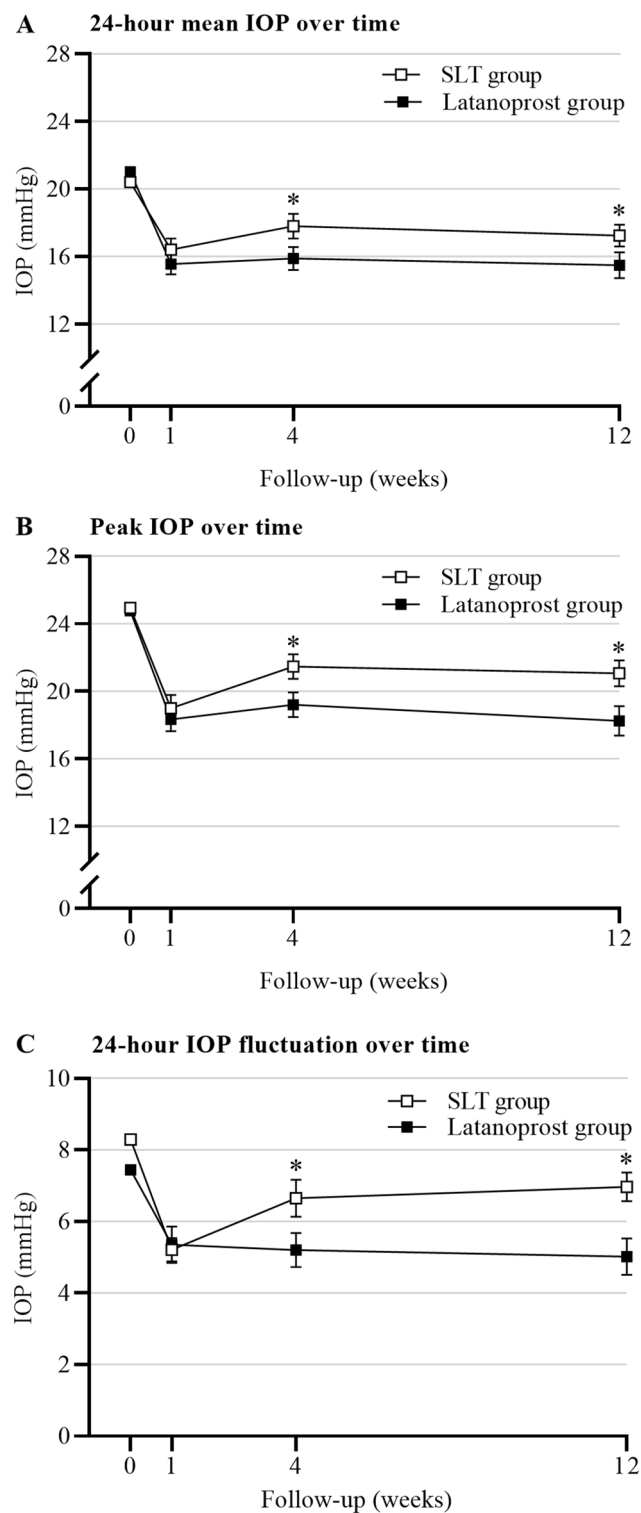 A 24-hour mean IOP over time
28
SLT group
Latanoprost group
24
*
*
20
IOP (mmHg)
16
12
0
0 1 4 12
Follow-up (weeks)
B Peak IOP over time
28
SLT group
Latanoprost group
24
*
*
20
IOP (mmHg)
16
12
0
0 1 4 12
Follow-up (weeks)
C 24-hour IOP fluctuation over time
10
SLT group
Latanoprost group
8
*
*
6
IOP (mmHg)
4
2
0
0 1 4 12
Follow-up (weeks)